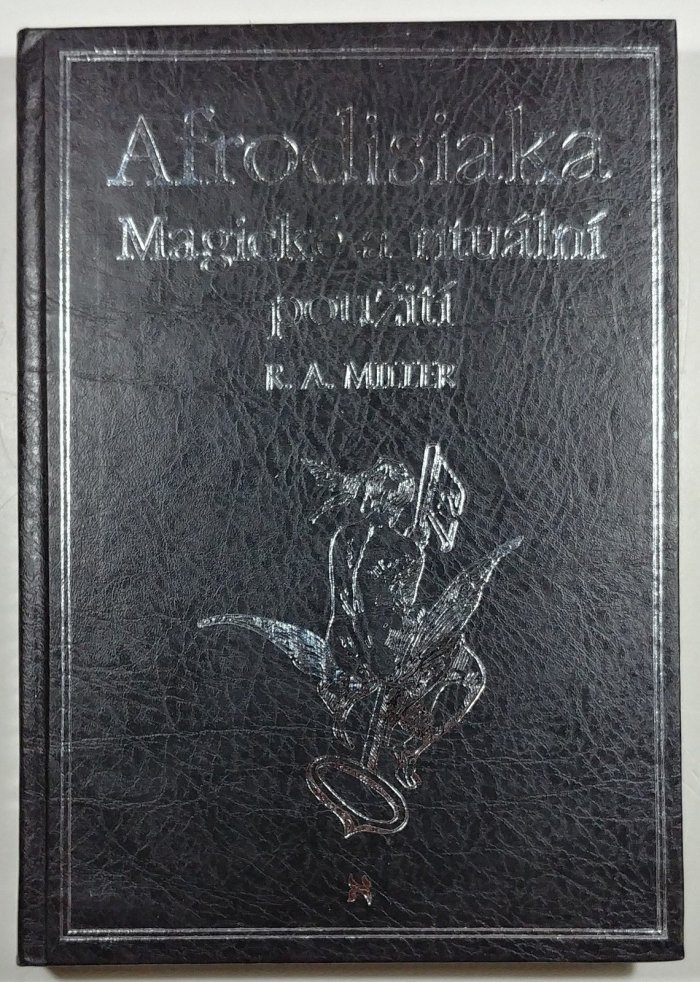 Afrodisiaka
Magické a rituální
použití
R. A. MILLER